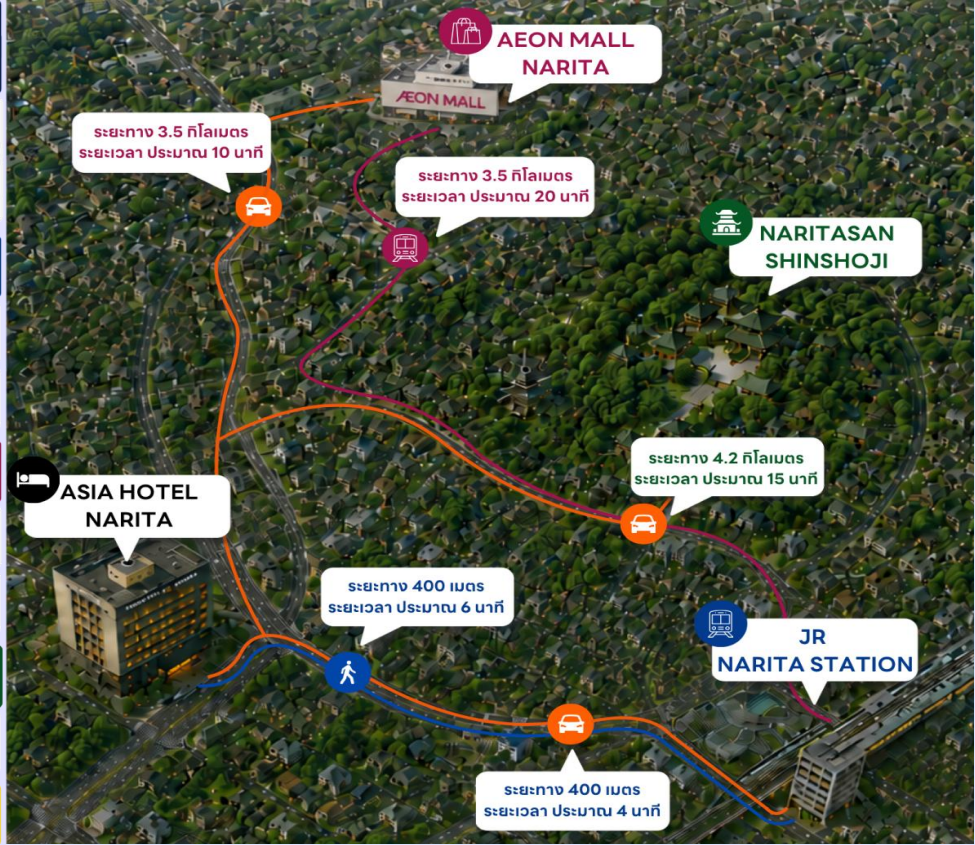 AEON MALL
NARITA
AEON MALL
ระยะทาง 3.5 กิโลเมตร
ระยะเวลา ประมาณ 10 นาที
ระยะทาง 3.5 กิโลเมตร
ระยะเวลา ประมาณ 20 นาที
NARITASAN
SHINSHOJI
ระยะทาง 4.2 กิโลเมตร
ระยะเวลา ประมาณ 15 นาที
ASIA HOTEL
NARITA
ระยะทาง 400 เมตร
ระยะเวลา ประมาณ 6 นาที
JR
NARITA STATION
ระยะทาง 400 เมตร
ระยะเวลา ประมาณ 4 นาที